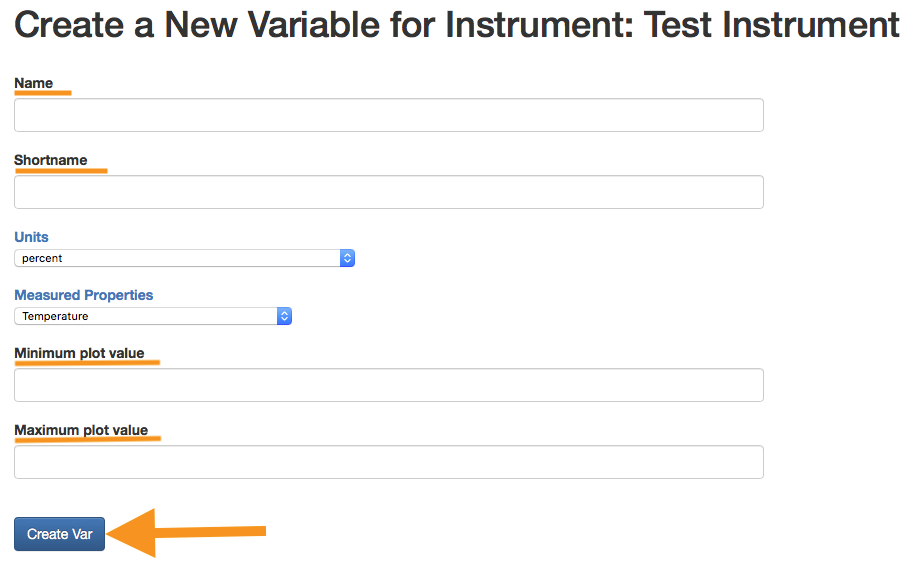 Create a New Variable for Instrument: Test Instrument
Name
Shortname
Units
percent
Measured Properties
Temperature
Minimum plot value
Maximum plot value
Create Var